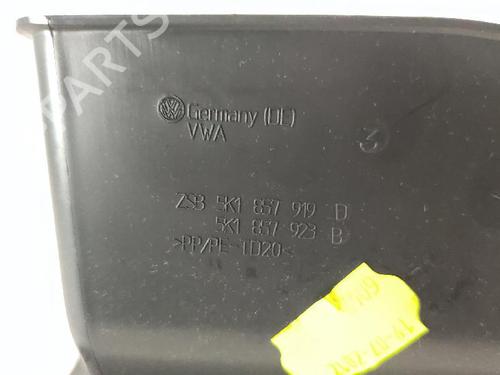 B-PARTS
Germany (DE)
VWA
3
ZSB 5K1 857 919 D
5K1 857 923 B
>PP/PE-TD20<